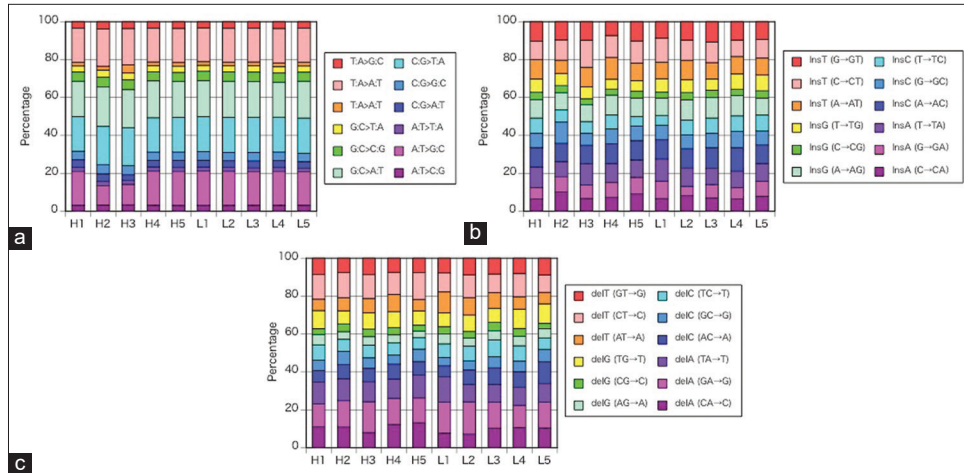 100
80
60
40
20
0
Percentage
H1 H2 H3 H4 H5 L1 L2 L3 L4 L5
T:A>G:C C:G>T:A
T:A>A:T C:G>G:C
T:A>A:T C:G>A:T
G:C>T:A A:T>T:A
G:C>C:G A:T>G:C
G:C>A:T A:T>C:G
a
100
80
60
40
20
0
Percentage
H1 H2 H3 H4 H5 L1 L2 L3 L4 L5
InsT (G→GT) InsC (T→TC)
InsT (C→CT) InsC (G→GC)
InsT (A→AT) InsC (A→AC)
InsG (T→TG) InsA (T→TA)
InsG (C→CG) InsA (G→GA)
InsG (A→AG) InsA (C→CA)
b
100
80
60
40
20
0
Percentage
H1 H2 H3 H4 H5 L1 L2 L3 L4 L5
delT (GT→G) delC (TC→T)
delT (CT→C) delC (GC→G)
delT (AT→A) delC (AC→A)
delG (TG→T) delA (TA→T)
delG (CG→C) delA (GA→G)
delG (AG→A) delA (CA→C)
c